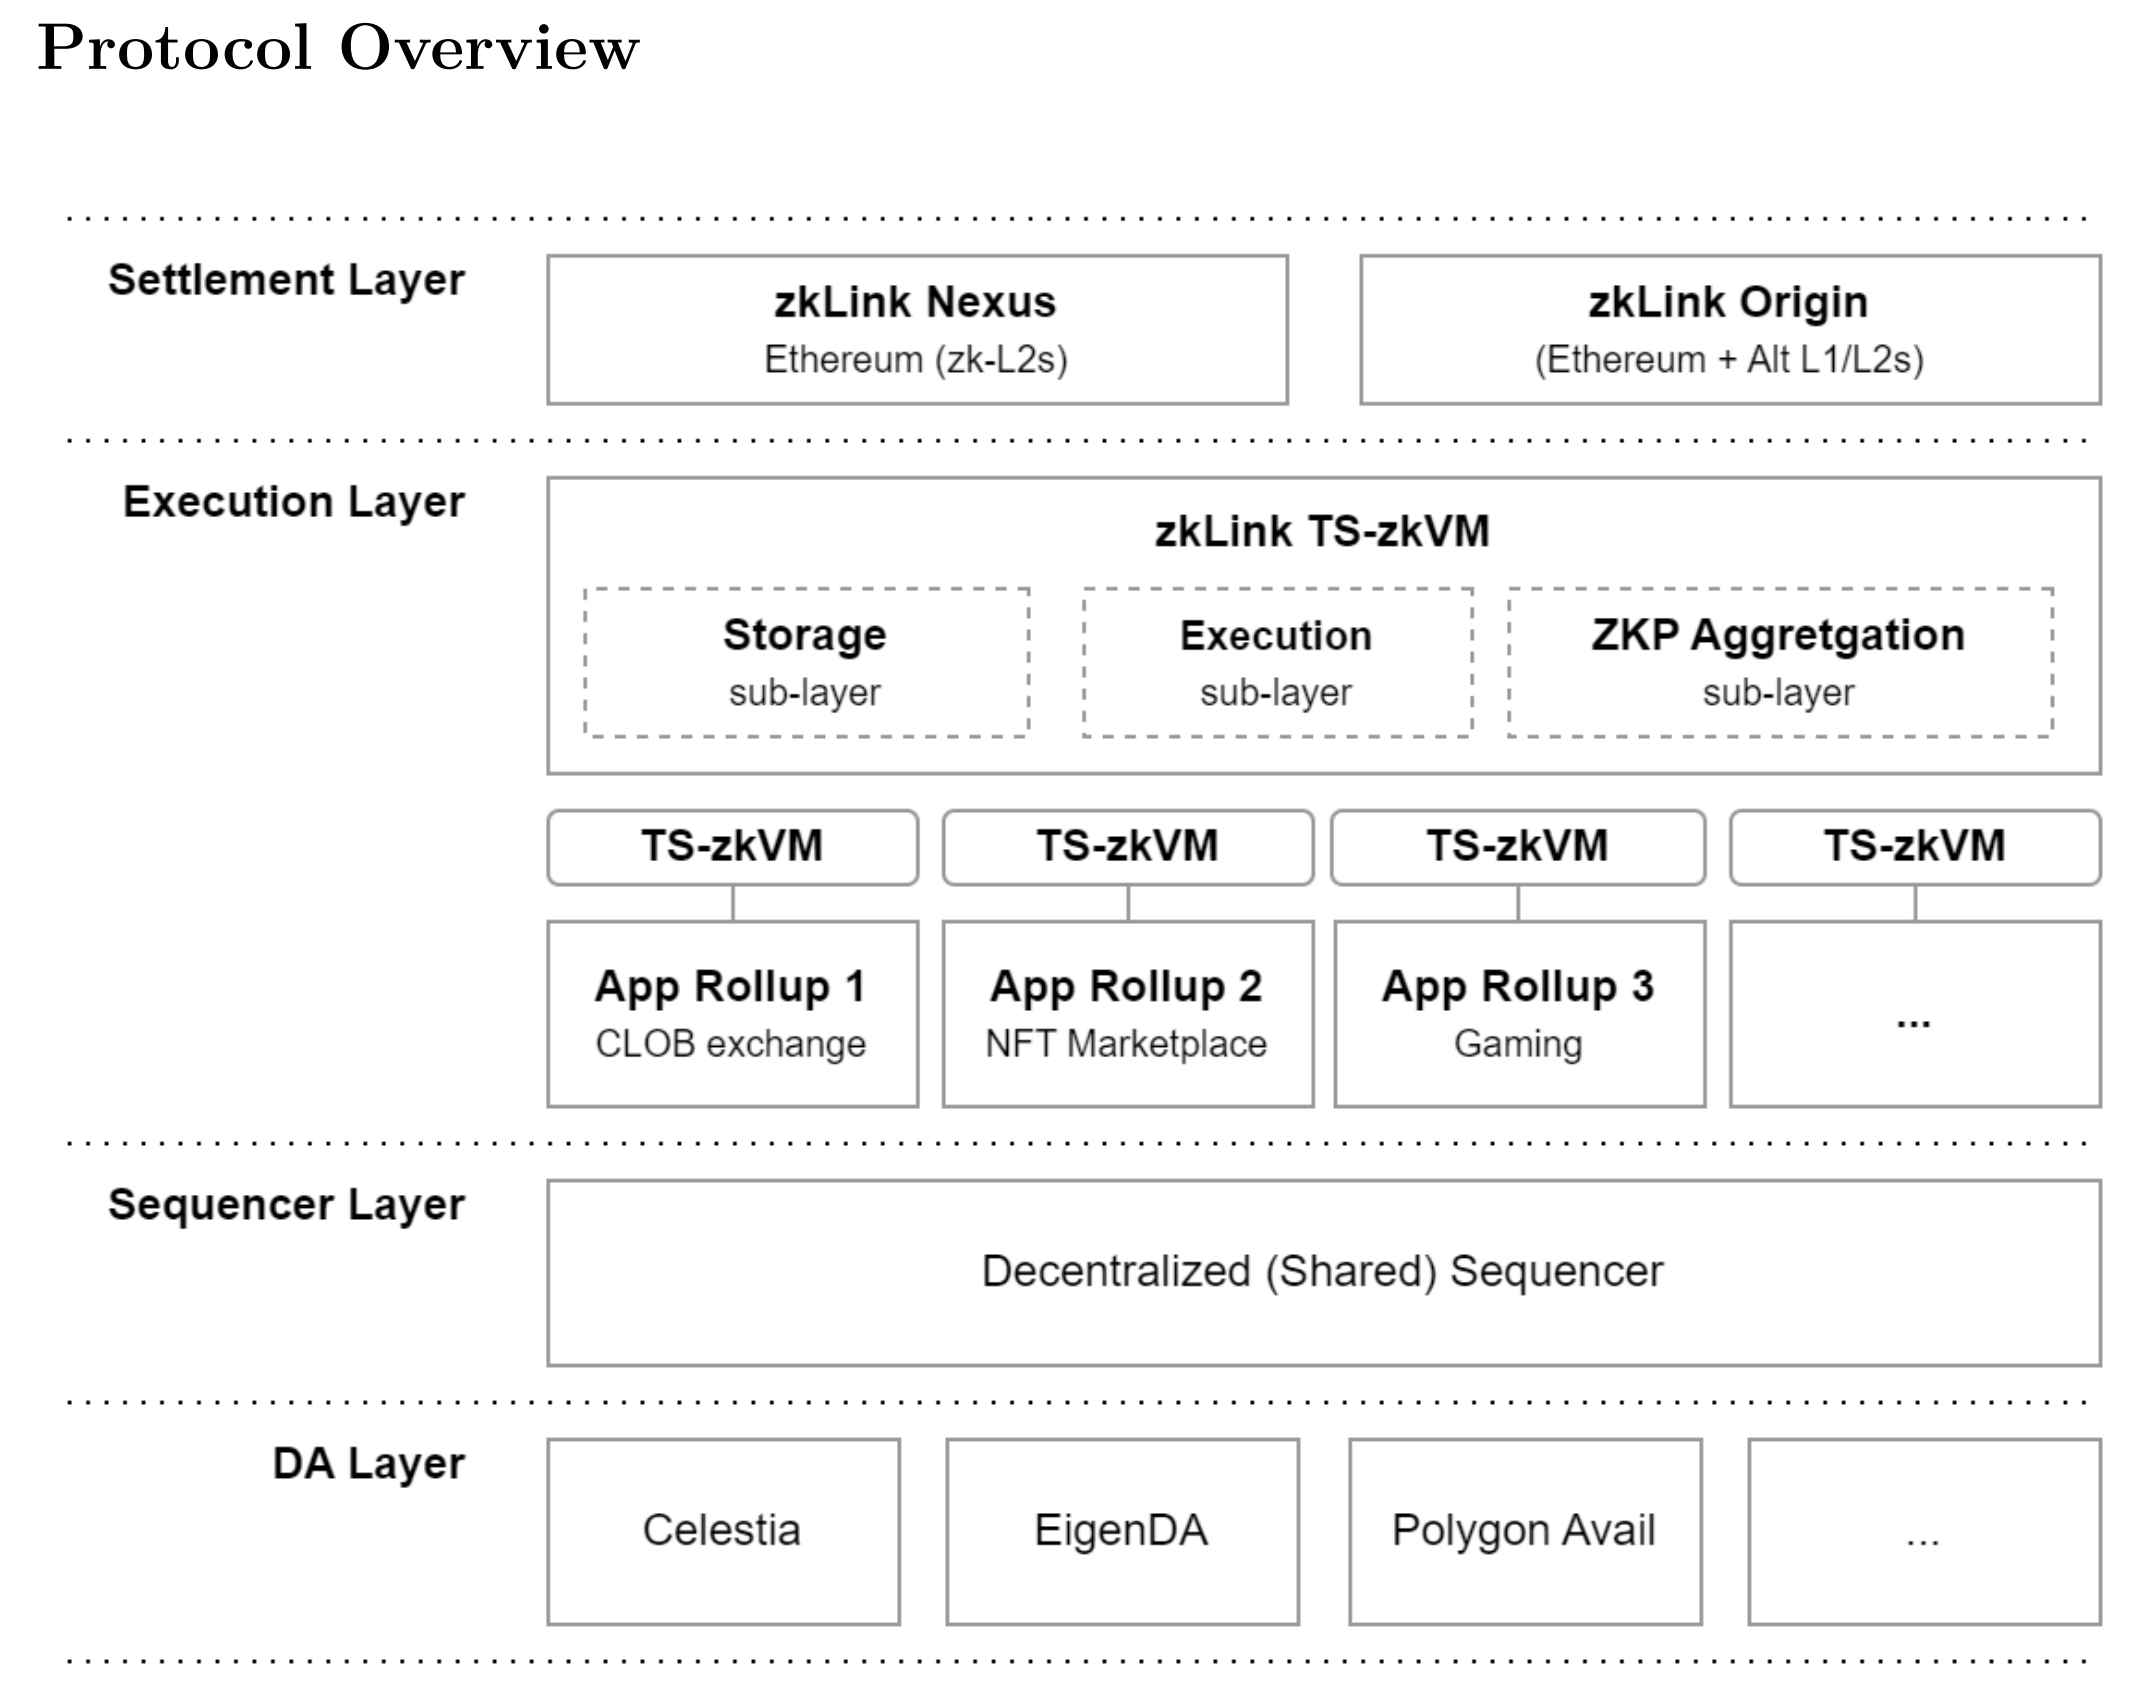 Protocol Overview
Settlement Layer
zkLink Nexus
Ethereum (zk-L2s)
zkLink Origin
(Ethereum + Alt L1/L2s)
Execution Layer
zkLink TS-zkVM
Storage
sub-layer
Execution
sub-layer
ZKP Aggretgation
sub-layer
TS-zkVM
TS-zkVM
TS-zkVM
TS-zkVM
App Rollup 1
CLOB exchange
App Rollup 2
NFT Marketplace
App Rollup 3
Gaming
...
Sequencer Layer
Decentralized (Shared) Sequencer
DA Layer
Celestia
EigenDA
Polygon Avail
...